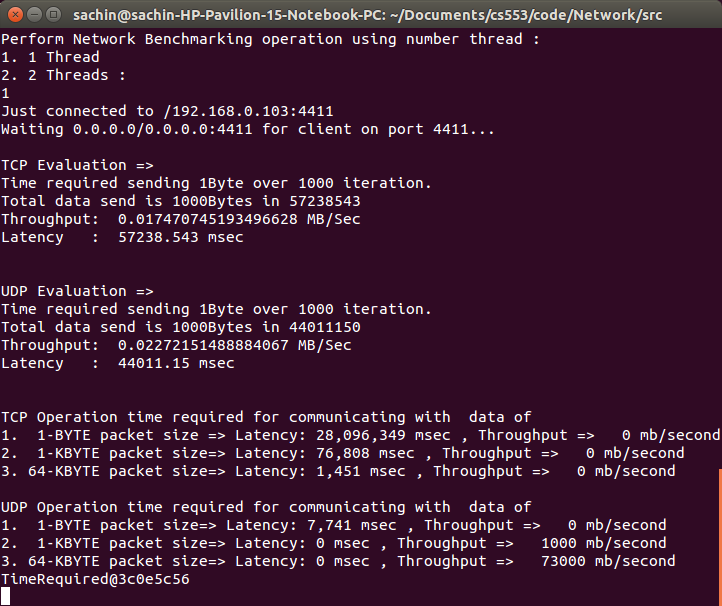 sachin@sachin-HP-Pavilion-15-Notebook-PC: ~/Documents/cs553/code/Network/src
Perform Network Benchmarking operation using number thread :
1. 1 Thread
2. 2 Threads :
1
Just connected to /192.168.0.103:4411
Waiting 0.0.0.0/0.0.0.0:4411 for client on port 4411...
TCP Evaluation =>
Time required sending 1Byte over 1000 iteration.
Total data send is 1000Bytes in 57238543
Throughput:  0.017470745193496628 MB/Sec
Latency   :  57238.543 msec
UDP Evaluation =>
Time required sending 1Byte over 1000 iteration.
Total data send is 1000Bytes in 44011150
Throughput:  0.02272151488884067 MB/Sec
Latency   :  44011.15 msec
TCP Operation time required for communicating with  data of
1.  1-BYTE packet size=> Latency: 28,096,349 msec , Throughput =>   0 mb/second
2.  1-KBYTE packet size=> Latency: 76,808 msec , Throughput =>   0 mb/second
3. 64-KBYTE packet size=> Latency: 1,451 msec , Throughput =>   0 mb/second
UDP Operation time required for communicating with  data of
1.  1-BYTE packet size=> Latency: 7,741 msec , Throughput =>   0 mb/second
2.  1-KBYTE packet size=> Latency: 0 msec , Throughput =>   1000 mb/second
3. 64-KBYTE packet size=> Latency: 0 msec , Throughput =>   73000 mb/second
TimeRequired@3c0e5c56